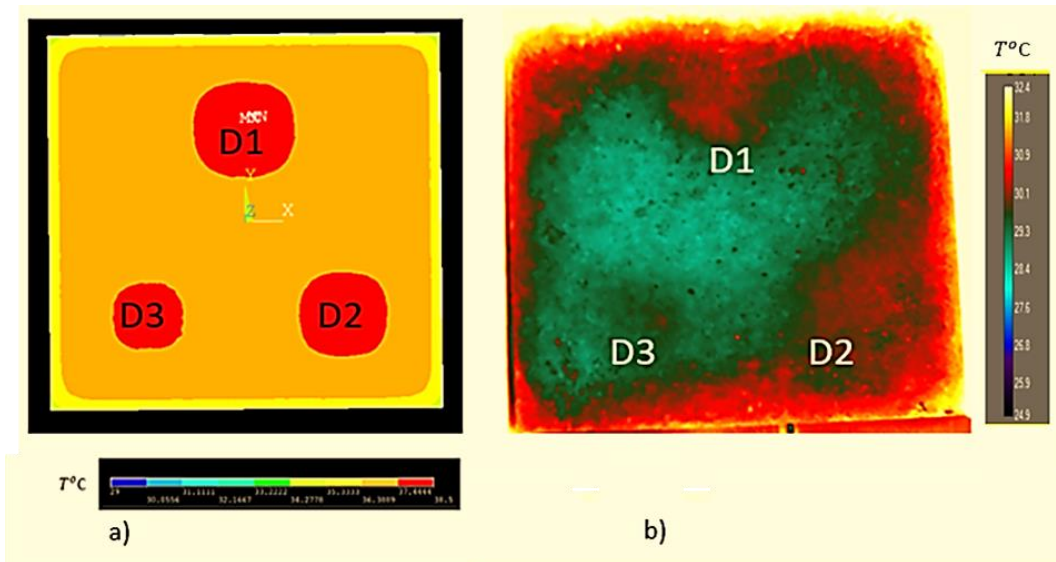 T°C
MXN
D1
Y
Z X
D3 D2
T°C
29 31.1111 33.2222 35.3333 37.4444
30.0556 32.1667 34.2778 36.3889 38.5
a)
D1
D3 D2
32.4
31.8
30.9
30.1
29.3
28.4
27.6
26.8
25.9
24.9
b)